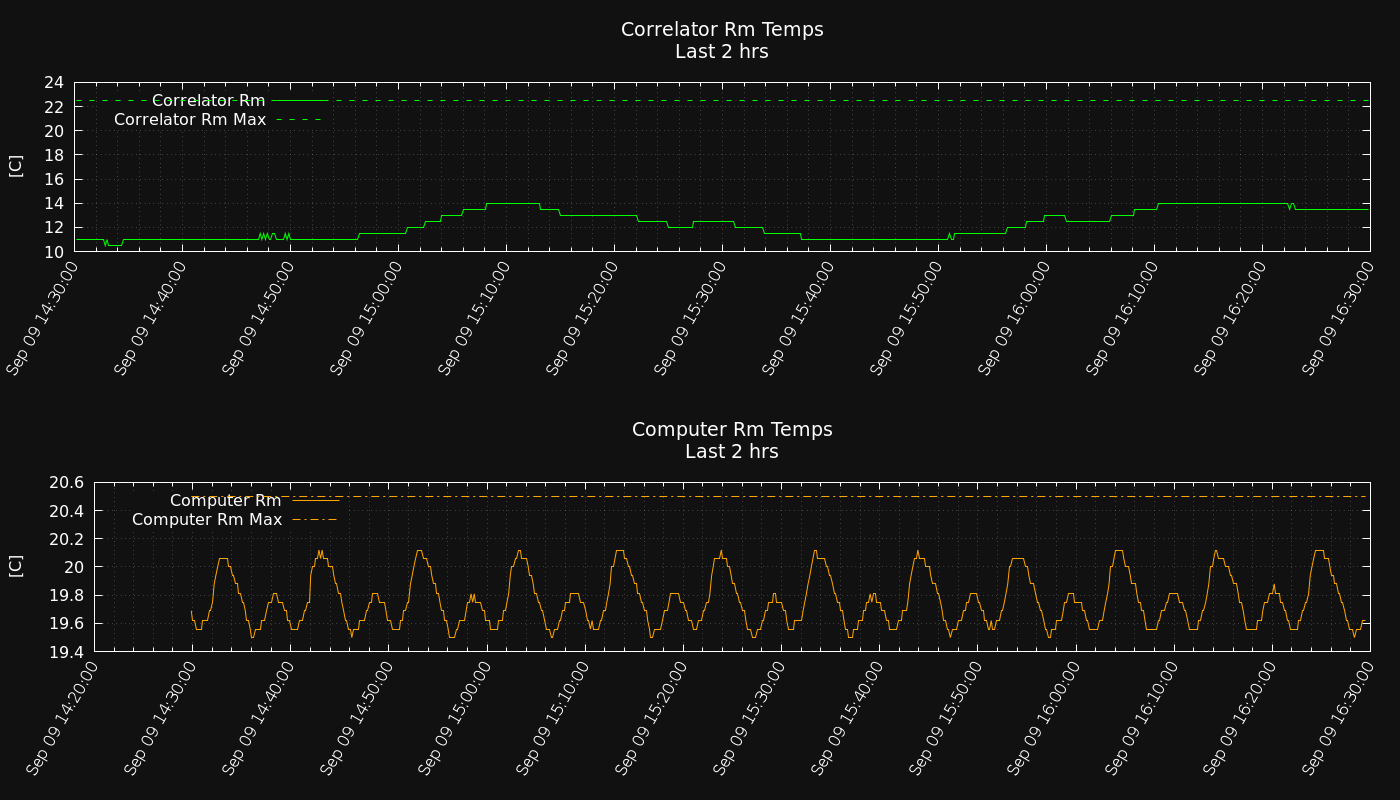 Correlator Rm Temps
Last 2 hrs
24
22
20
18
16
14
12
10
[C]
Correlator Rm
Correlator Rm Max
Sep 09 14:30:00
Sep 09 14:40:00
Sep 09 14:50:00
Sep 09 15:00:00
Sep 09 15:10:00
Sep 09 15:20:00
Sep 09 15:30:00
Sep 09 15:40:00
Sep 09 15:50:00
Sep 09 16:00:00
Sep 09 16:10:00
Sep 09 16:20:00
Sep 09 16:30:00
Computer Rm Temps
Last 2 hrs
20.6
20.4
20.2
20
19.8
19.6
19.4
[C]
Computer Rm
Computer Rm Max
Sep 09 14:20:00
Sep 09 14:30:00
Sep 09 14:40:00
Sep 09 14:50:00
Sep 09 15:00:00
Sep 09 15:10:00
Sep 09 15:20:00
Sep 09 15:30:00
Sep 09 15:40:00
Sep 09 15:50:00
Sep 09 16:00:00
Sep 09 16:10:00
Sep 09 16:20:00
Sep 09 16:30:00